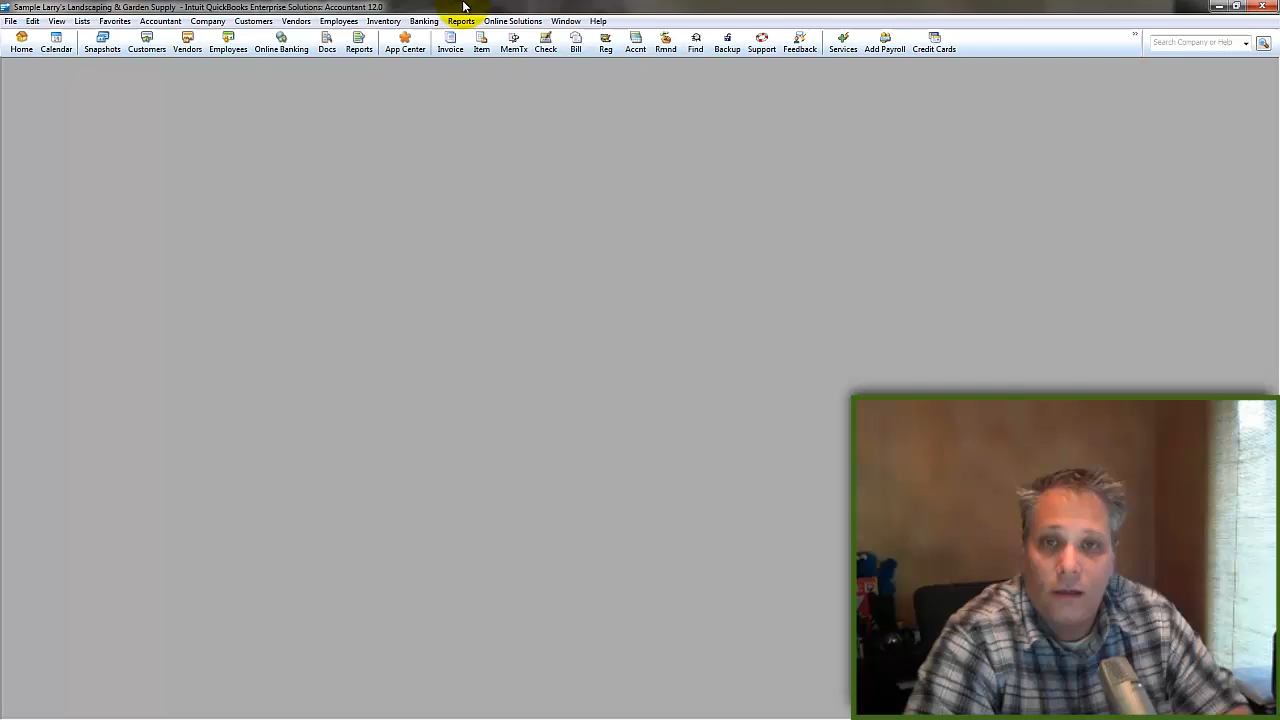 Sample Larry's Landscaping & Garden Supply - Intuit QuickBooks Enterprise Solutions: Accountant 12.0
File Edit View Lists Favorites Accountant Company Customers Vendors Employees Inventory Banking Reports Online Solutions Window Help
Home Calendar Snapshots Customers Vendors Employees Online Banking Docs Reports App Center Invoice Item MemTx Check Bill Reg Accnt Rmnd Find Backup Support Feedback Services Add Payroll Credit Cards » Search Company or Help